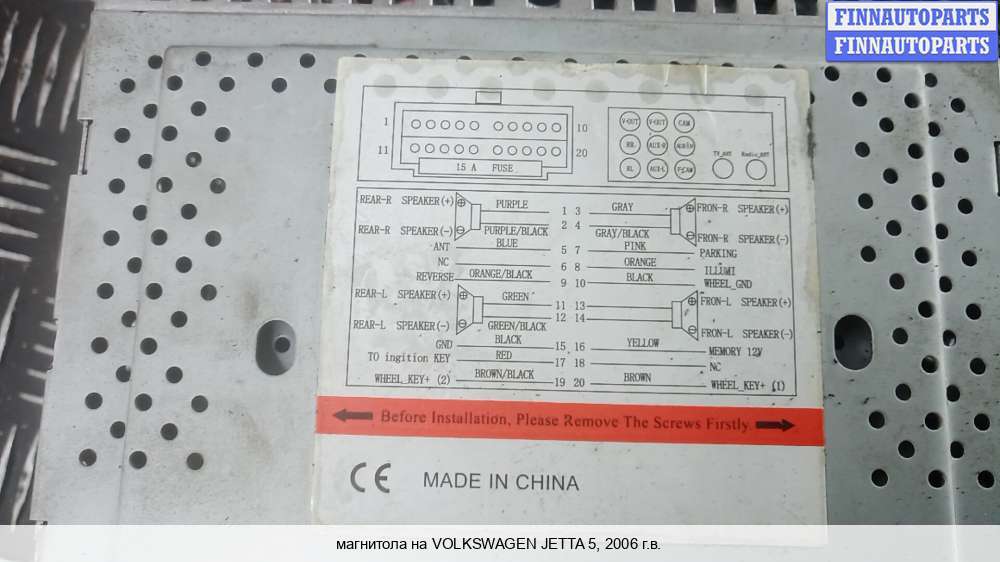 FINNAUTOPARTS
FINNAUTOPARTS
1 10
11 20
15 A FUSE
V-OUT V-OUT CAM
RR AUX-R
RL AUX-L F-CAM
TV_ANT Radio_ANT
REAR-R SPEAKER(+) PURPLE 1 3 GRAY FRON-R SPEAKER(+)
REAR-R SPEAKER(-) PURPLE/BLACK 2 4 GRAY/BLACK FRON-R SPEAKER(-)
ANT BLUE 5 7 PINK PARKING
NC 6 8 ORANGE ILLUMI
REVERSE ORANGE/BLACK 9 10 BLACK WHEEL_GND
REAR-L SPEAKER(+) GREEN 11 13 FRON-L SPEAKER(+)
REAR-L SPEAKER(-) GREEN/BLACK 12 14 FRON-L SPEAKER(-)
GND BLACK 15 16 YELLOW MEMORY 12V
TO ingition KEY RED 17 18 NC
WHEEL_KEY+ (2) BROWN/BLACK 19 20 BROWN WHEEL_KEY+ (1)
Before Installation, Please Remove The Screws Firstly.
CE MADE IN CHINA
магнитола на VOLKSWAGEN JETTA 5, 2006 г.в.